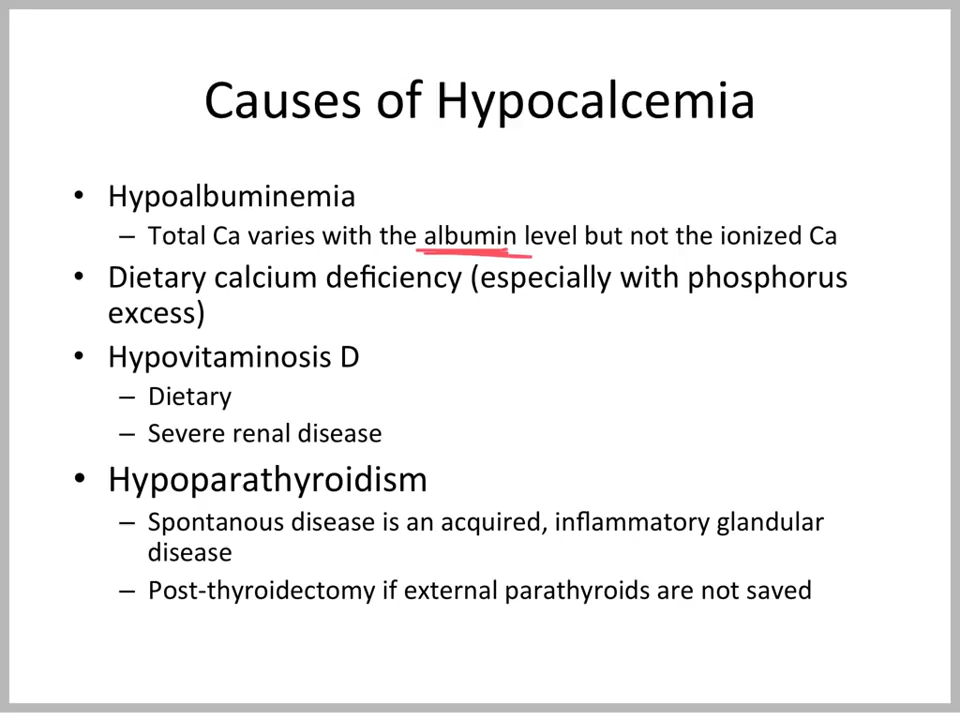 Causes of Hypocalcemia
• Hypoalbuminemia
– Total Ca varies with the albumin level but not the ionized Ca
• Dietary calcium deficiency (especially with phosphorus
excess)
• Hypovitaminosis D
– Dietary
– Severe renal disease
• Hypoparathyroidism
– Spontanous disease is an acquired, inflammatory glandular
disease
– Post-thyroidectomy if external parathyroids are not saved